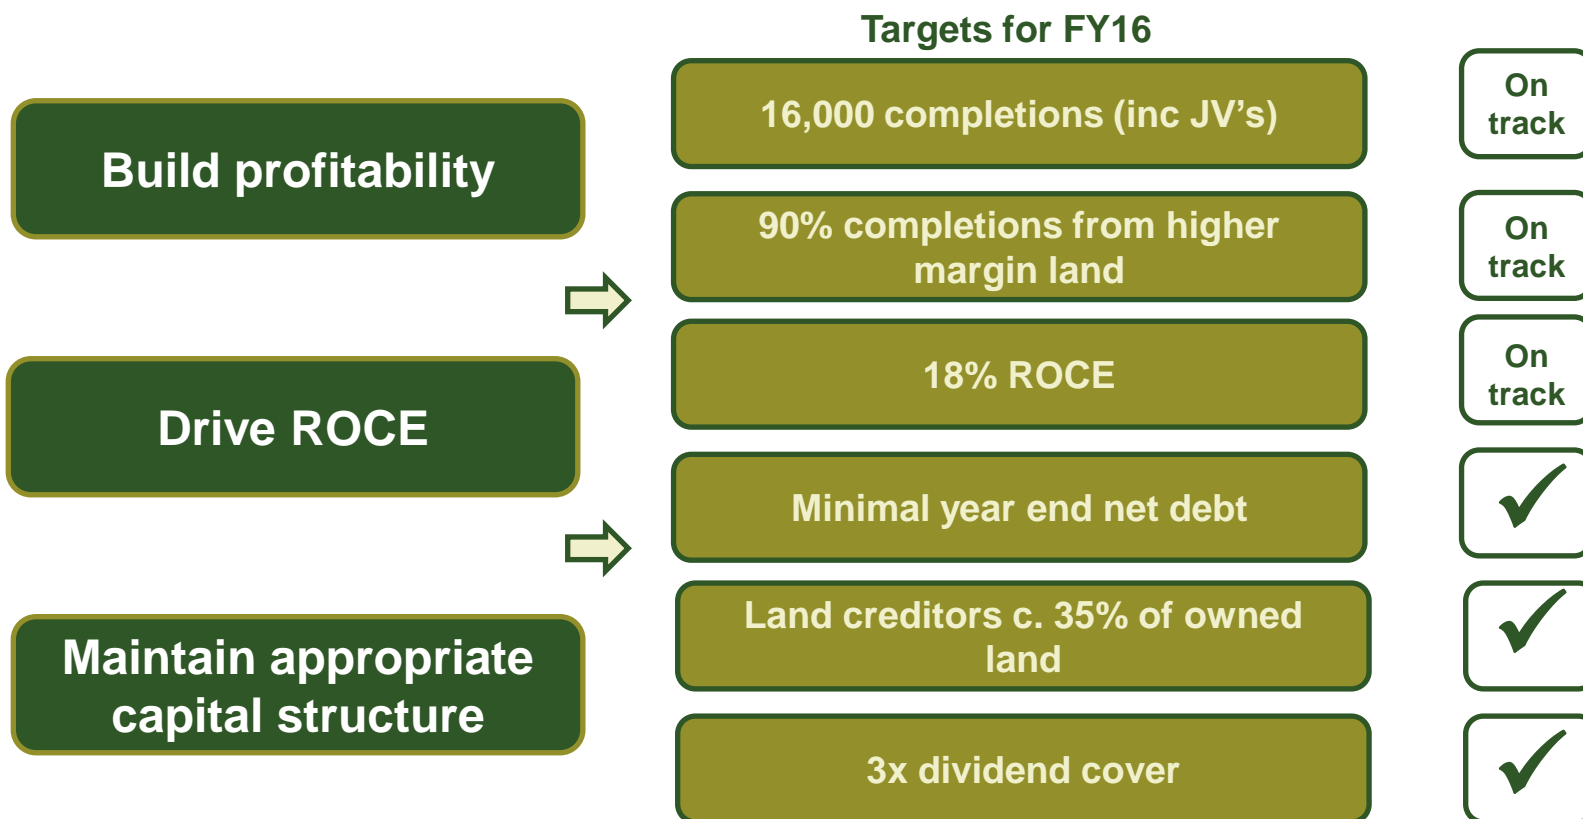 Targets for FY16
Build profitability
Drive ROCE
Maintain appropriate
capital structure
16,000 completions (inc JV's)
On
track
90% completions from higher
margin land
On
track
18% ROCE
On
track
Minimal year end net debt
✓
Land creditors c. 35% of owned
land
✓
3x dividend cover
✓